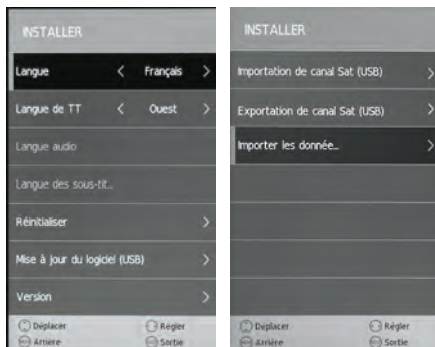 INSTALLER
Langue < Français >
Langue de TT < Ouest >
Langue audio
Langue des sous-tit...
Réinitialiser >
Mise à jour du logiciel (USB) >
Version >
Déplacer Régler
Arrière Sortie
INSTALLER
Importation de canal Sat (USB) >
Exportation de canal Sat (USB) >
Importer les donnée... >
Déplacer Régler
Arrière Sortie